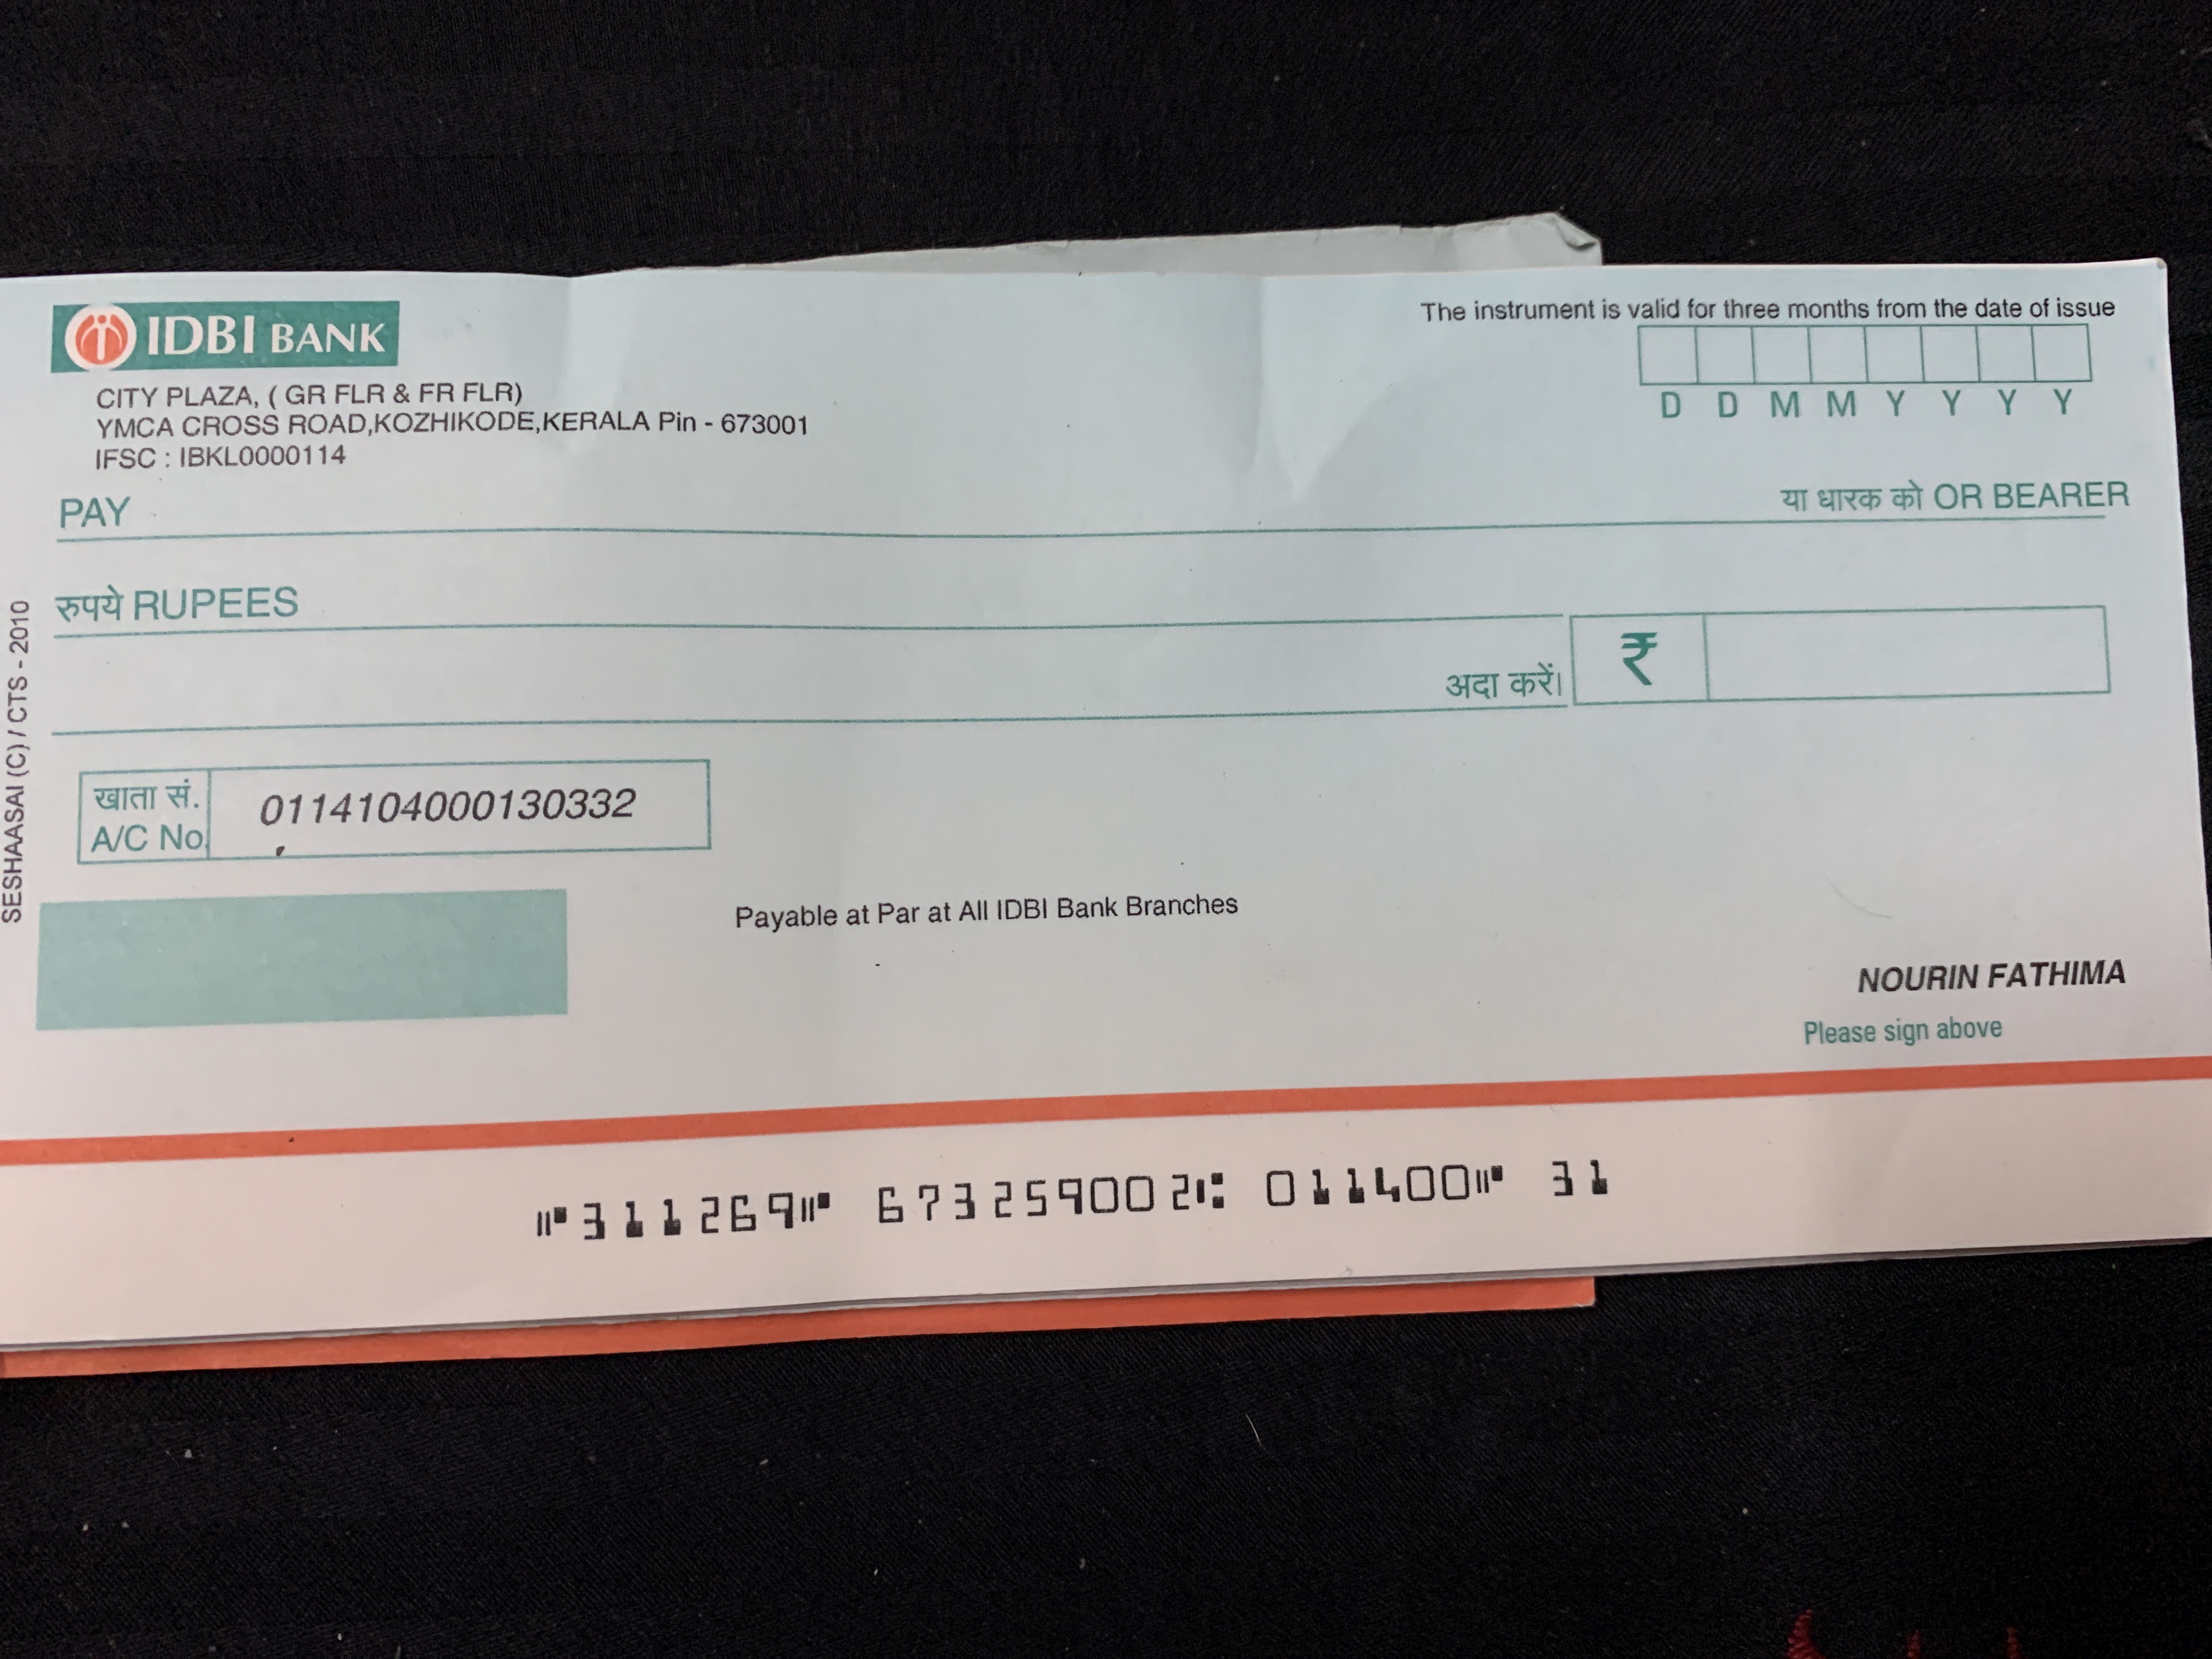 IDBI BANK
The instrument is valid for three months from the date of issue
CITY PLAZA, ( GR FLR & FR FLR)
YMCA CROSS ROAD,KOZHIKODE,KERALA Pin - 673001
IFSC : IBKL0000114
D D M M Y Y Y Y
PAY
या धारक को OR BEARER
रुपये RUPEES
अदा करें।
₹
खाता सं.
A/C No.
0114104000130332
SESHAASAI (C) / CTS - 2010
Payable at Par at All IDBI Bank Branches
NOURIN FATHIMA
Please sign above
⑈311269⑈ 673259002⑆ 011400⑈ 31